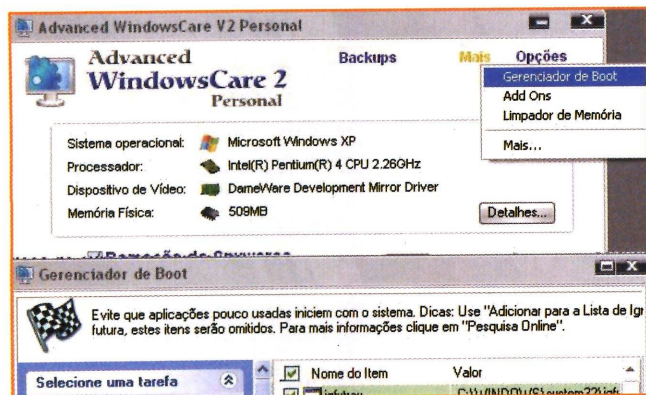 Advanced WindowsCare V2 Personal
Advanced
WindowsCare 2
Personal
Backups
Mais
Opções
Gerenciador de Boot
Add Ons
Limpador de Memória
Mais...
Sistema operacional: Microsoft Windows XP
Processador: Intel(R) Pentium(R) 4 CPU 2.26GHz
Dispositivo de Vídeo: DameWare Development Mirror Driver
Memória Física: 509MB
Detalhes...
Remoção de Spywares
Gerenciador de Boot
Evite que aplicações pouco usadas iniciem com o sistema. Dicas: Use "Adicionar para a Lista de Igr
futura, estes itens serão omitidos. Para mais informações clique em "Pesquisa Online".
Selecione uma tarefa
Nome do Item Valor